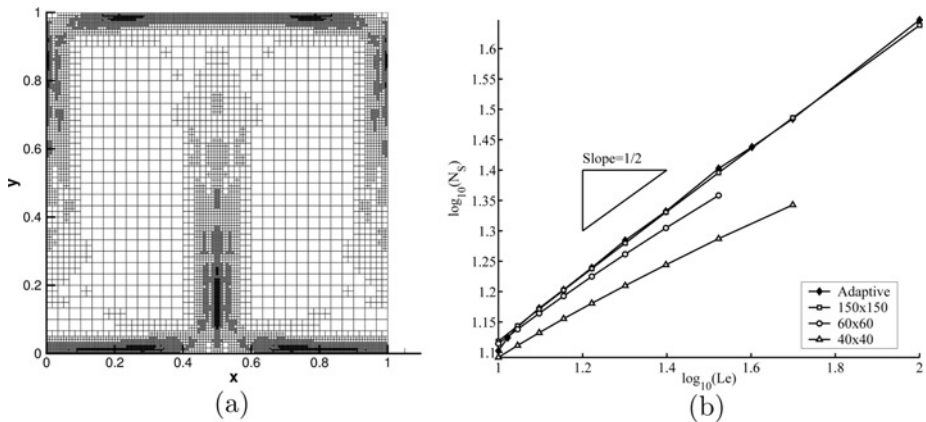 1
0.8
0.6
0.4
0.2
0
0 0.2 0.4 0.6 0.8 1.0
y
x
(a)
1.65
1.6
1.55
1.5
1.45
1.4
1.35
1.3
1.25
1.2
1.15
1.1
1 1.2 1.4 1.6 1.8 2
log10(NS)
log10(Le)
Slope=1/2
Adaptive
150x150
60x60
40x40
(b)